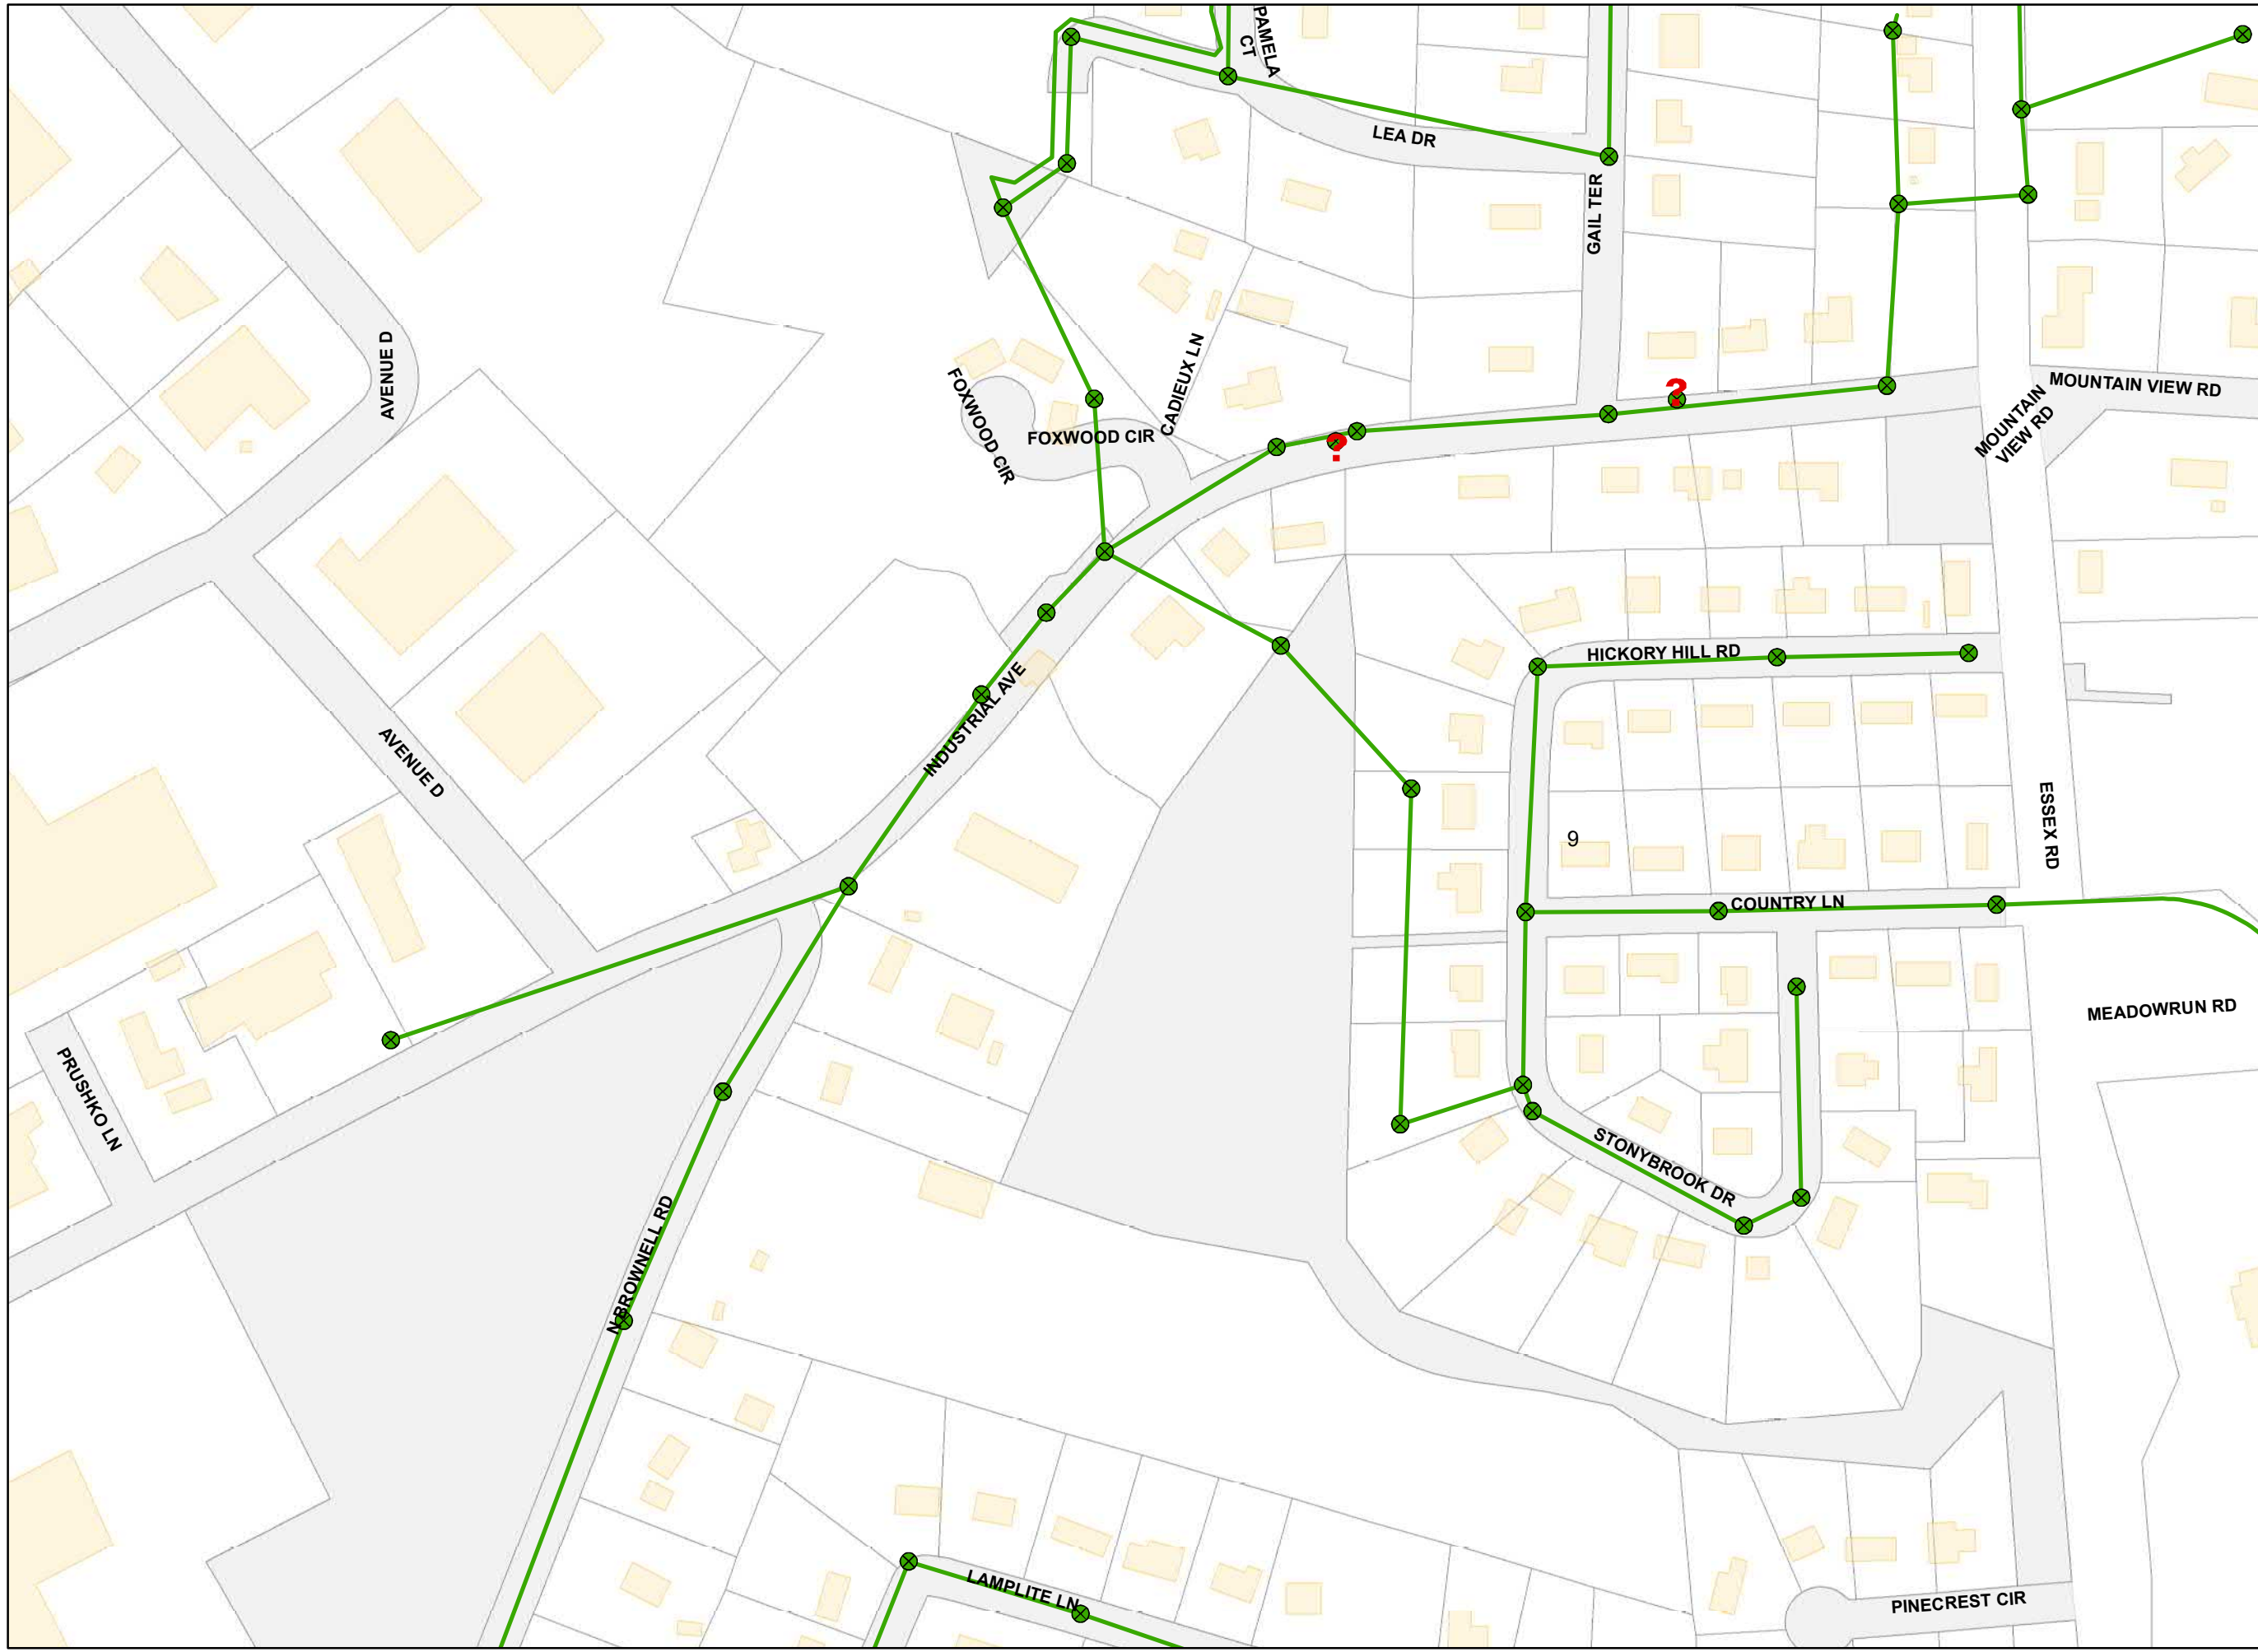 PAMELA
CT
LEA DR
GAIL TER
AVENUE D
CADIEUX LN
MOUNTAIN VIEW RD
MOUNTAIN
VIEW RD
FOXWOOD CIR
FOXWOOD CIR
?
?
HICKORY HILL RD
INDUSTRIAL AVE
AVENUE D
ESSEX RD
9
COUNTRY LN
MEADOWRUN RD
PRUSHKO LN
STONYBROOK DR
N BROWNELL RD
LAMPLITE LN
PINECREST CIR